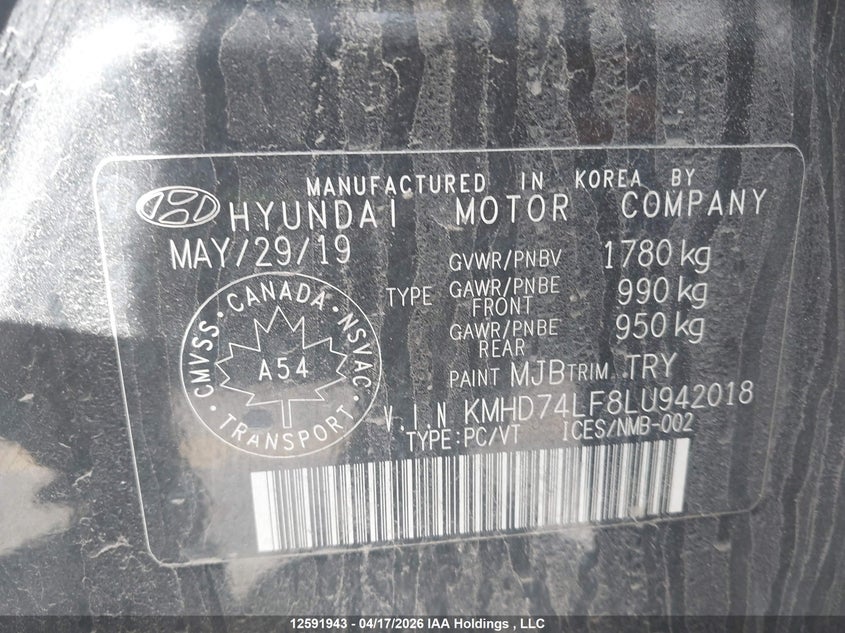 MANUFACTURED IN KOREA BY
HYUNDAI MOTOR COMPANY
MAY/29/19
GVWR/PNBV 1780 kg
TYPE GAWR/PNBE FRONT 990 kg
GAWR/PNBE REAR 950 kg
PAINT MJB TRIM TRY
V.I.N KMHD74LF8LU942018
TYPE:PC/VT ICES/NMB-002
CMVSS · CANADA · NSVAC · TRANSPORT ·
A54
12591943 - 04/17/2026 IAA Holdings , LLC